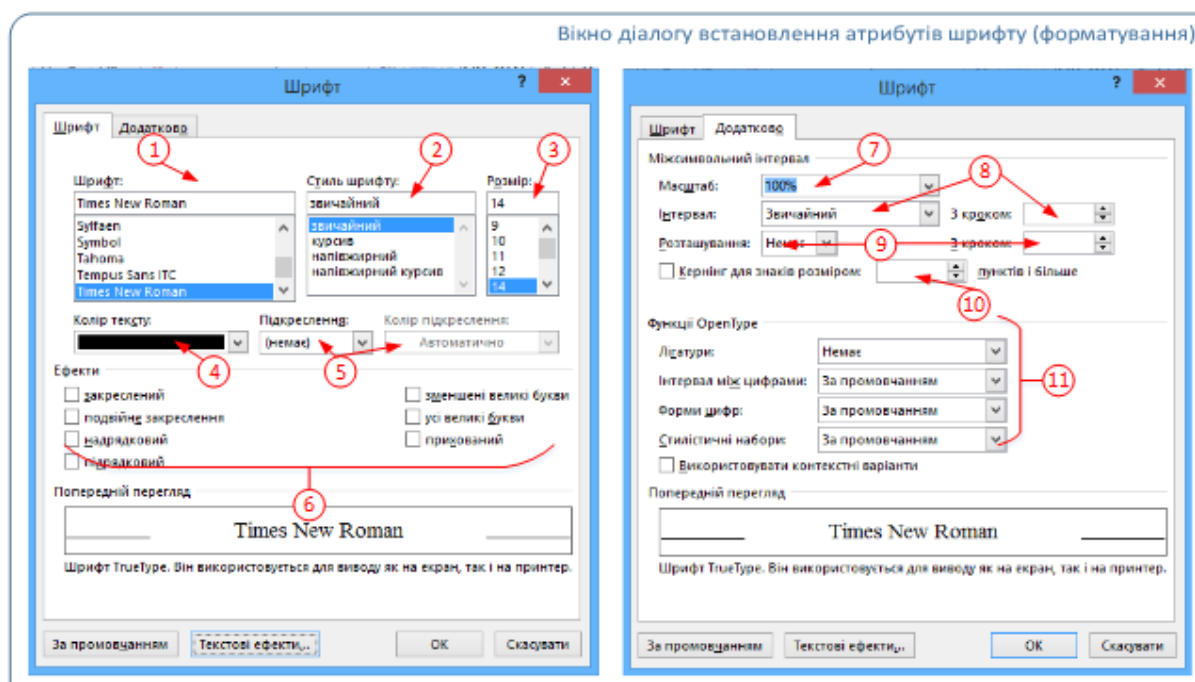 Вікно діалогу встановлення атрибутів шрифту (форматування)
Шрифт ? ×
Шрифт Додатково
1 2 3
Шрифт: Стиль шрифту: Розмір:
Times New Roman звичайний 14
Sylfaen звичайний 9
Symbol курсив 10
Tahoma напівжирний 11
Tempus Sans ITC напівжирний курсив 12
Times New Roman 14
Колір тексту: Підкреслення: Колір підкреслення:
(немає) Автоматично
4 5
Ефекти
закреслений зменшені великі букви
подвійне закреслення усі великі букви
надрядковий прихований
підрядковий
6
Попередній перегляд
Times New Roman
Шрифт TrueType. Він використовується для виводу як на екран, так і на принтер.
За промовчанням Текстові ефекти... ОК Скасувати
Шрифт ? ×
Шрифт Додатково
Міжсимвольний інтервал 7
Масштаб: 100% 8
Інтервал: Звичайний З кроком:
Розташування: Немає 9 З кроком:
Кернінг для знаків розміром: пунктів і більше
10
Функції OpenType
Лігатури: Немає
Інтервал між цифрами: За промовчанням 11
Форми цифр: За промовчанням
Стилістичні набори: За промовчанням
Використовувати контекстні варіанти
Попередній перегляд
Times New Roman
Шрифт TrueType. Він використовується для виводу як на екран, так і на принтер.
За промовчанням Текстові ефекти... ОК Скасувати